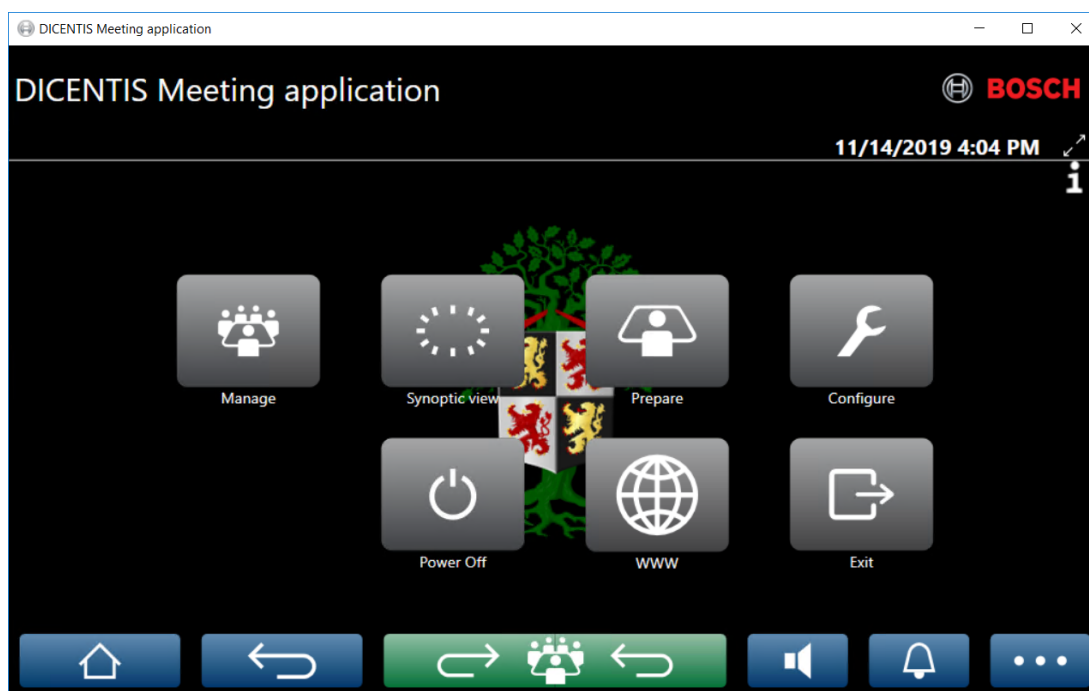 DICENTIS Meeting application
DICENTIS Meeting application
BOSCH
11/14/2019 4:04 PM
i
Manage
Synoptic view
Prepare
Configure
Power Off
WWW
Exit